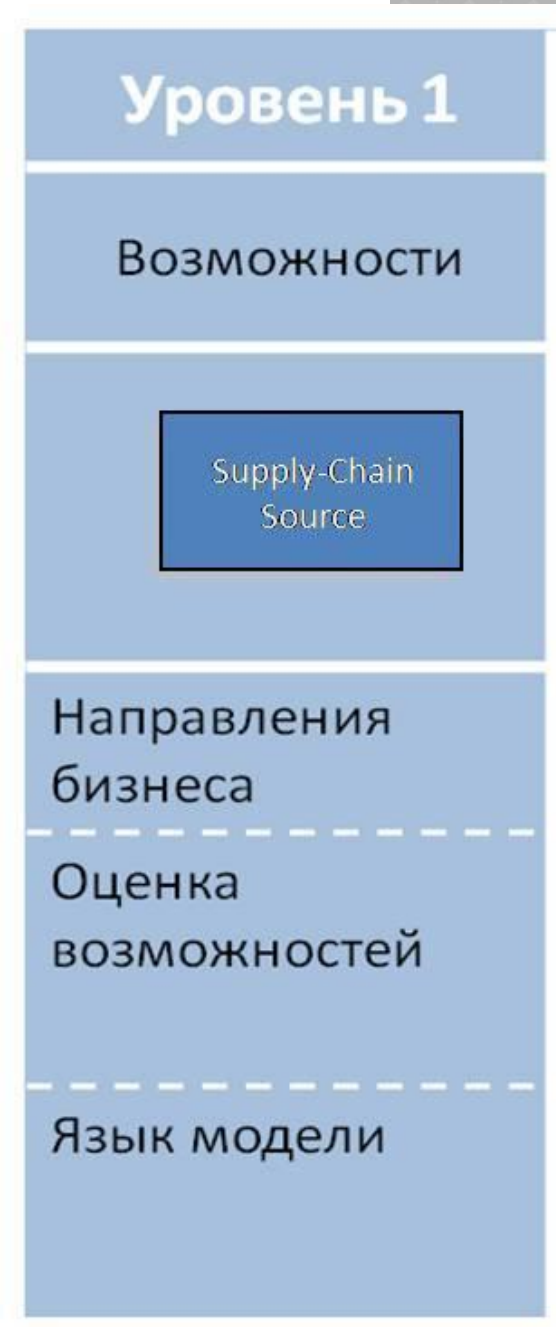 Уровень 1
Возможности
Supply-Chain
Source
Направления
бизнеса
Оценка
возможностей
Язык модели